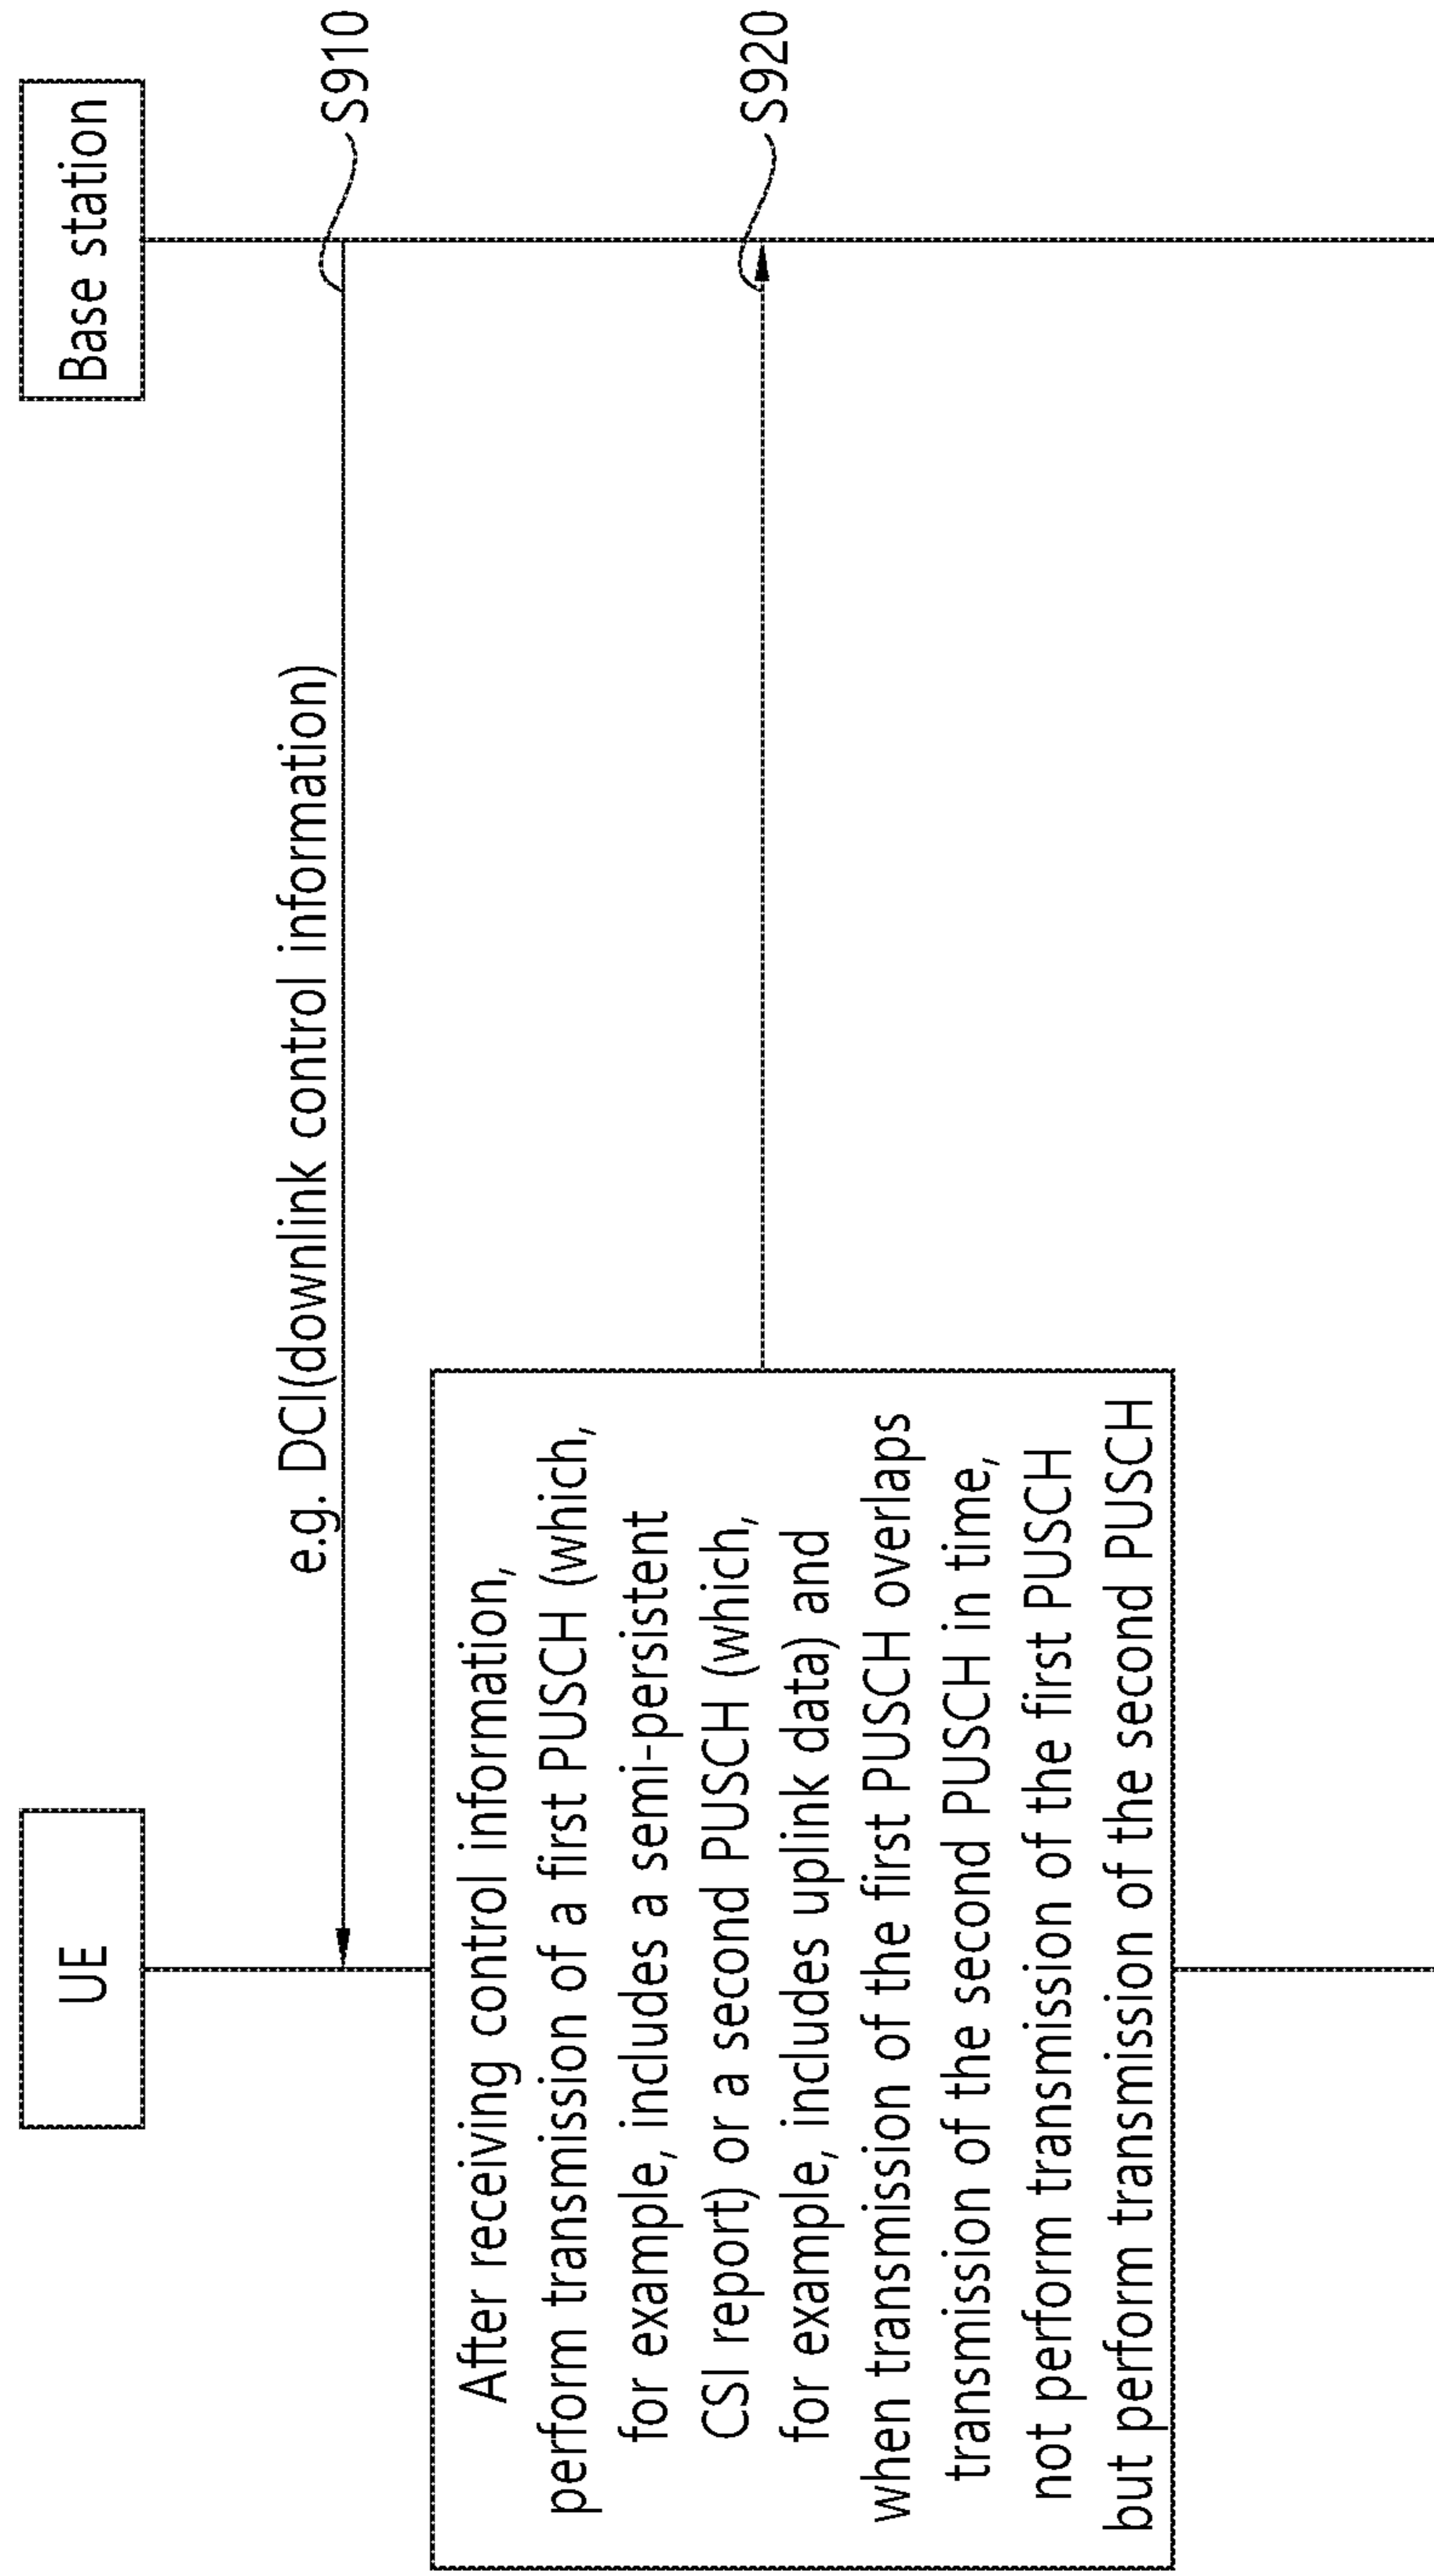 UE
Base station
e.g. DCI(downlink control information)
S910
After receiving control information,
perform transmission of a first PUSCH (which,
for example, includes a semi-persistent
CSI report) or a second PUSCH (which,
for example, includes uplink data) and
when transmission of the first PUSCH overlaps
transmission of the second PUSCH in time,
not perform transmission of the first PUSCH
but perform transmission of the second PUSCH
S920